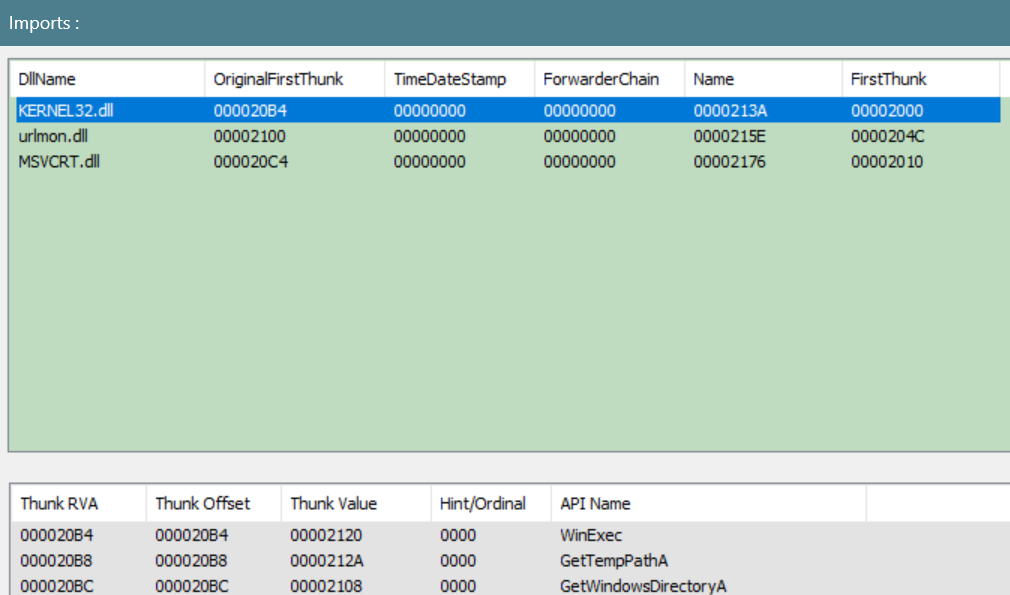 Imports :
DllName OriginalFirstThunk TimeDateStamp ForwarderChain Name FirstThunk
KERNEL32.dll 000020B4 00000000 00000000 0000213A 00002000
urlmon.dll 00002100 00000000 00000000 0000215E 0000204C
MSVCRT.dll 000020C4 00000000 00000000 00002176 00002010
Thunk RVA Thunk Offset Thunk Value Hint/Ordinal API Name
000020B4 000020B4 00002120 0000 WinExec
000020B8 000020B8 0000212A 0000 GetTempPathA
000020BC 000020BC 00002108 0000 GetWindowsDirectoryA